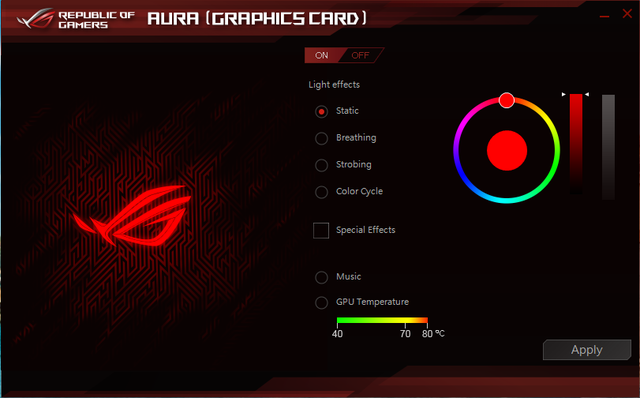 REPUBLIC OF
GAMERS
AURA (GRAPHICS CARD)
ON OFF
Light effects
Static
Breathing
Strobing
Color Cycle
Special Effects
Music
GPU Temperature
40 70 80 ºC
Apply